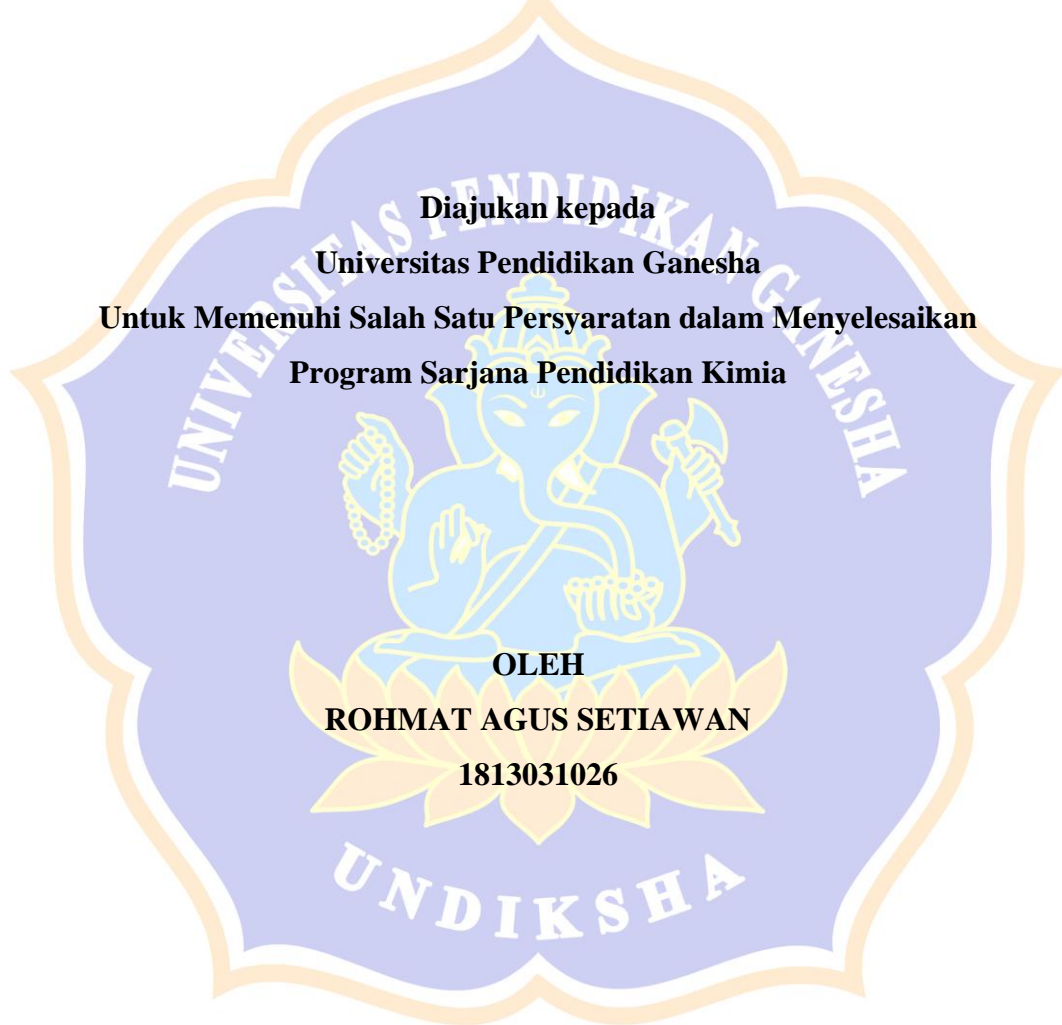 UNIVERSITAS PENDIDIKAN GANESHA
Diajukan kepada
Universitas Pendidikan Ganesha
Untuk Memenuhi Salah Satu Persyaratan dalam Menyelesaikan
Program Sarjana Pendidikan Kimia
OLEH
ROHMAT AGUS SETIAWAN
1813031026
UNDIKSHA